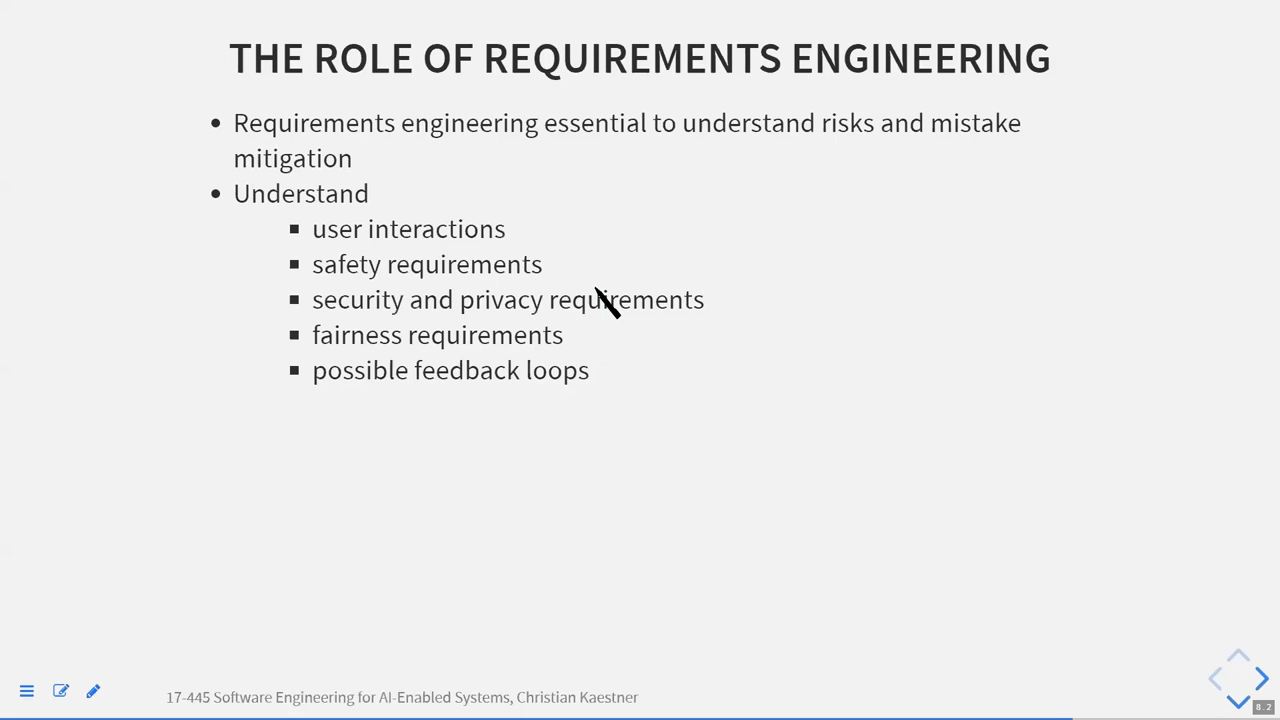 THE ROLE OF REQUIREMENTS ENGINEERING
Requirements engineering essential to understand risks and mistake
mitigation
Understand
user interactions
safety requirements
security and privacy requirements
fairness requirements
possible feedback loops
17-445 Software Engineering for AI-Enabled Systems, Christian Kaestner
8.2